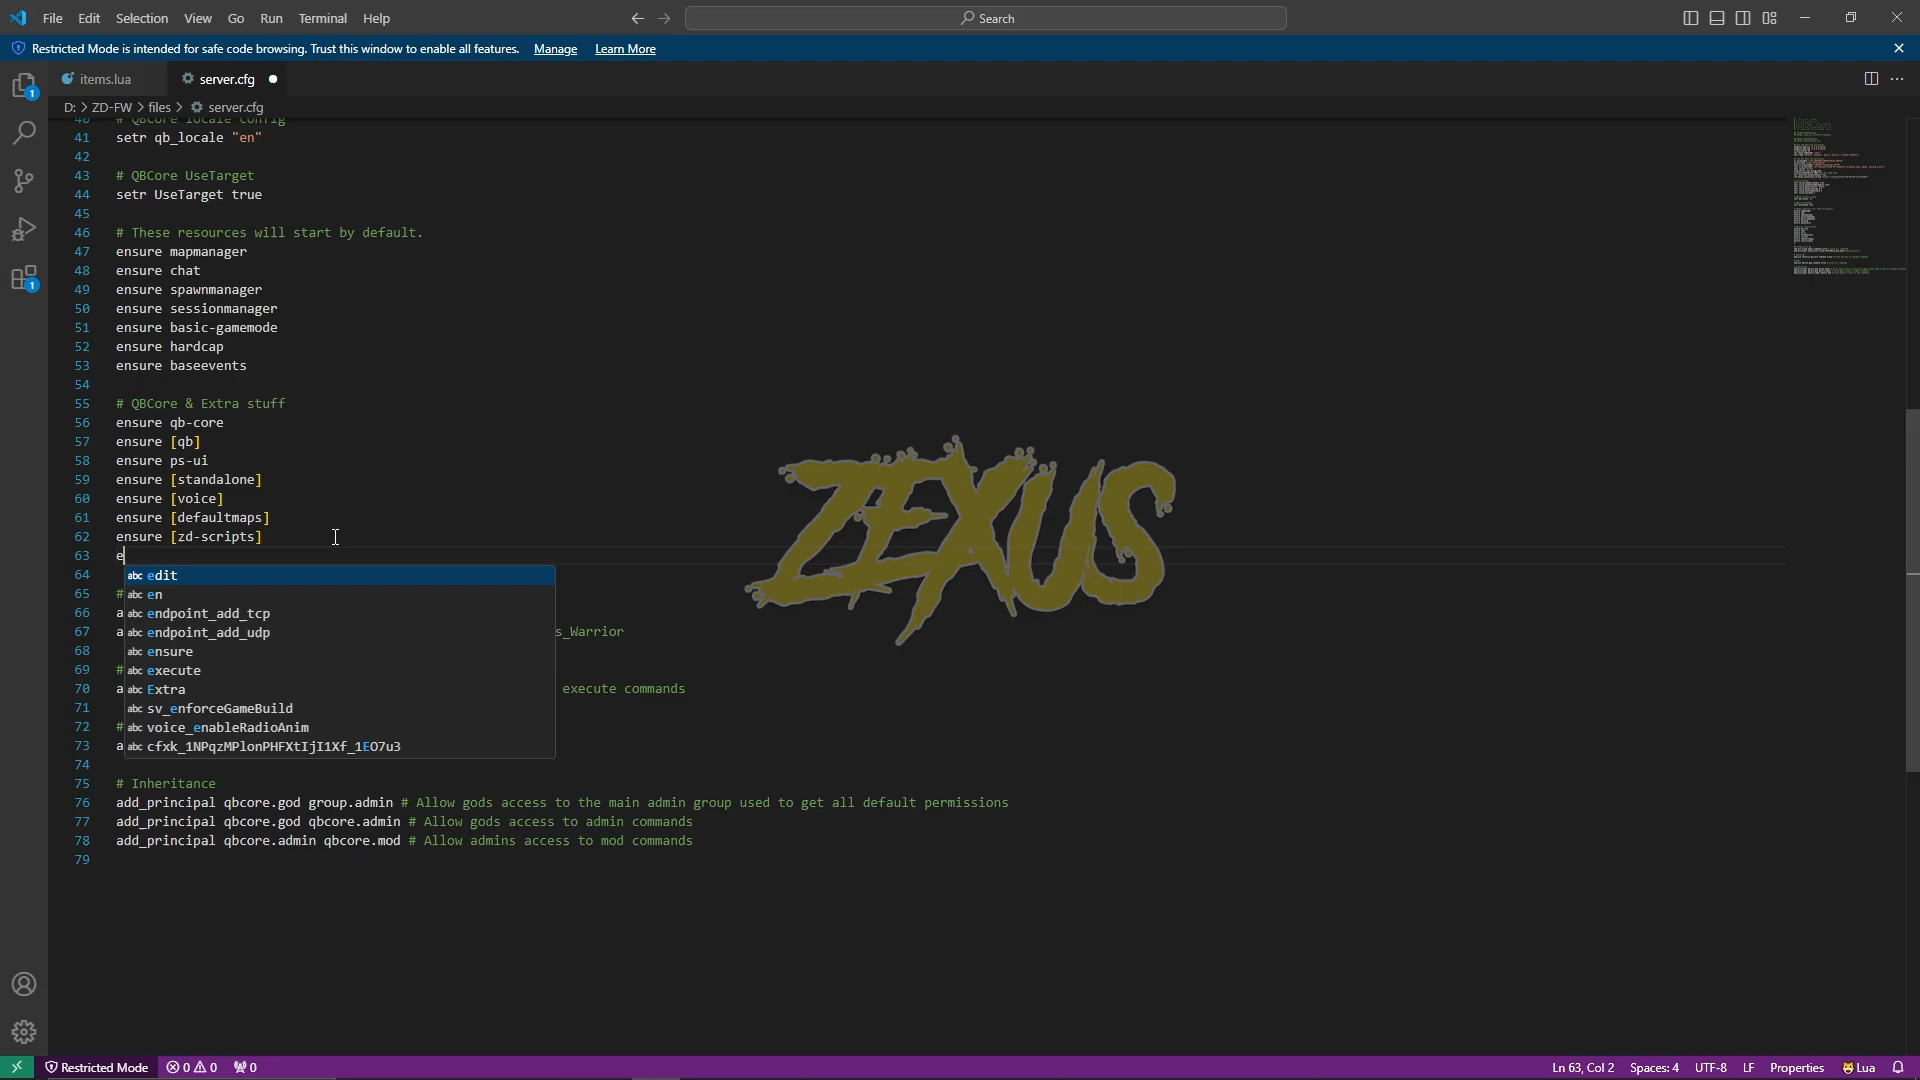 File Edit Selection View Go Run Terminal Help
Search
Restricted Mode is intended for safe code browsing. Trust this window to enable all features. Manage Learn More
items.lua server.cfg
D: > ZD-FW > files > server.cfg
40 # QBCore locale config
41 setr qb_locale "en"
42
43 # QBCore UseTarget
44 setr UseTarget true
45
46 # These resources will start by default.
47 ensure mapmanager
48 ensure chat
49 ensure spawnmanager
50 ensure sessionmanager
51 ensure basic-gamemode
52 ensure hardcap
53 ensure baseevents
54
55 # QBCore & Extra stuff
56 ensure qb-core
57 ensure [qb]
58 ensure ps-ui
59 ensure [standalone]
60 ensure [voice]
61 ensure [defaultmaps]
62 ensure [zd-scripts]
63 e
64 abc edit
65 # abc en
66 a abc endpoint_add_tcp
67 a abc endpoint_add_udp s_Warrior
68 abc ensure
69 # abc execute
70 a abc Extra execute commands
71 abc sv_enforceGameBuild
72 # abc voice_enableRadioAnim
73 a abc cfxk_1NPqzMPlonPHFXtIjI1Xf_1EO7u3
74
75 # Inheritance
76 add_principal qbcore.god group.admin # Allow gods access to the main admin group used to get all default permissions
77 add_principal qbcore.god qbcore.admin # Allow gods access to admin commands
78 add_principal qbcore.admin qbcore.mod # Allow admins access to mod commands
79
ZEXUS
1
1
Restricted Mode 0 0 0 Ln 63, Col 2 Spaces: 4 UTF-8 LF Properties Lua